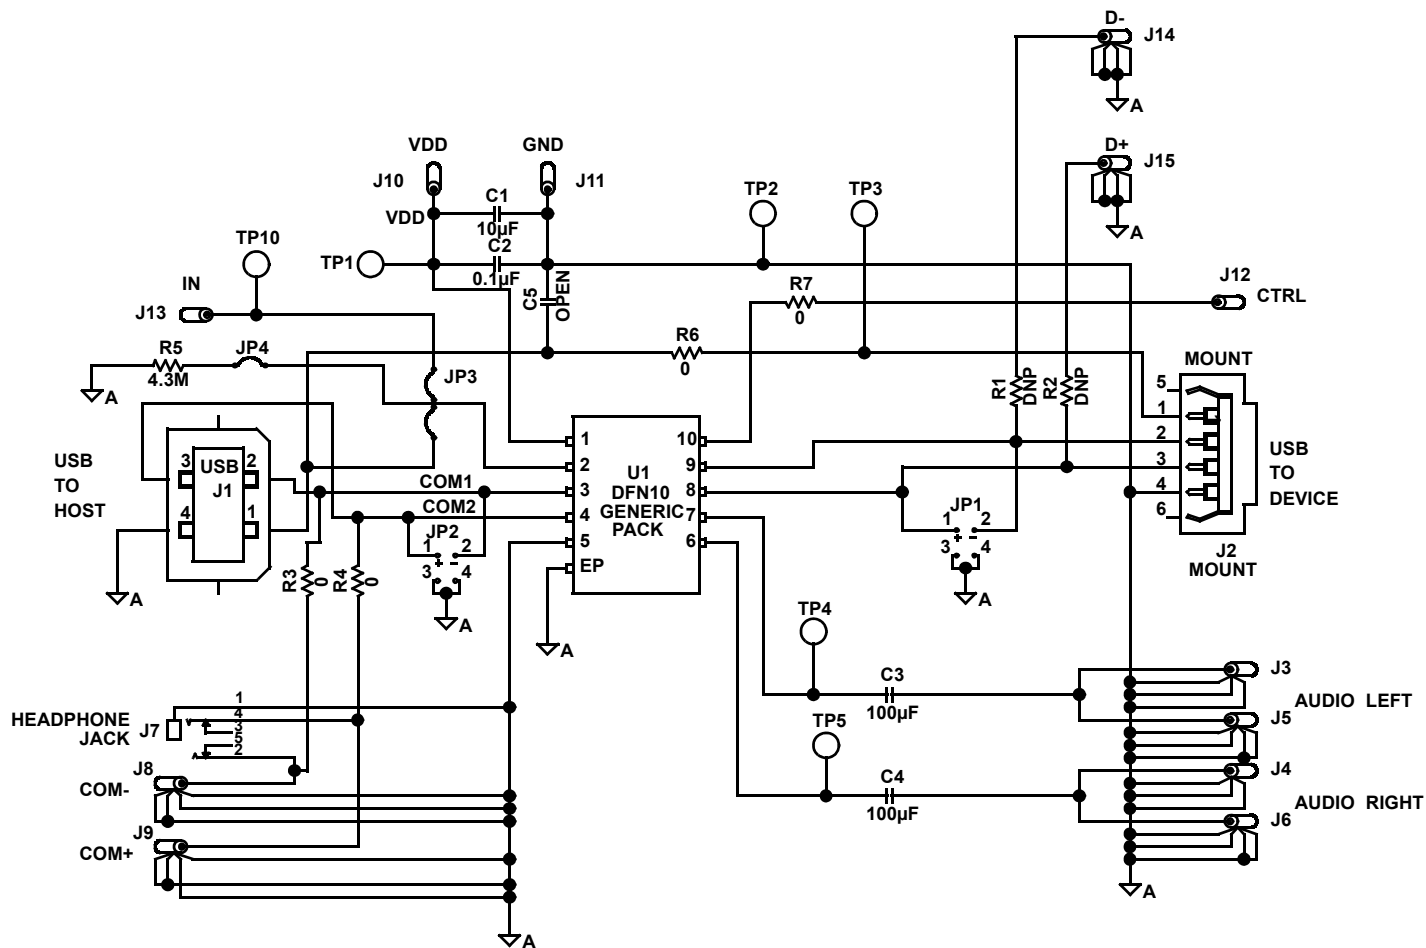 D-
J14
A
D+
J15
A
VDD
GND
J10
J11
C1
VDD
10µF
C2
0.1µF
TP1
TP2
TP3
TP10
IN
J13
C5
OPEN
R7
0
J12
CTRL
R6
0
R5
4.3M
JP4
JP3
A
R1
DNP
R2
DNP
MOUNT
5
1
2
3
4
6
USB
TO
DEVICE
J2
MOUNT
USB
TO
HOST
3
USB
2
J1
4
1
A
COM1
COM2
JP2
1
2
+ -
3
4
A
R3
0
R4
0
1
2
3
4
5
EP
U1
DFN10
GENERIC
PACK
10
9
8
7
6
A
JP1
1
2
+ -
3
4
A
TP4
C3
100µF
TP5
C4
100µF
J3
AUDIO LEFT
J5
J4
AUDIO RIGHT
J6
A
HEADPHONE
JACK
J7
1
4
3
5
2
J8
COM-
J9
COM+
A